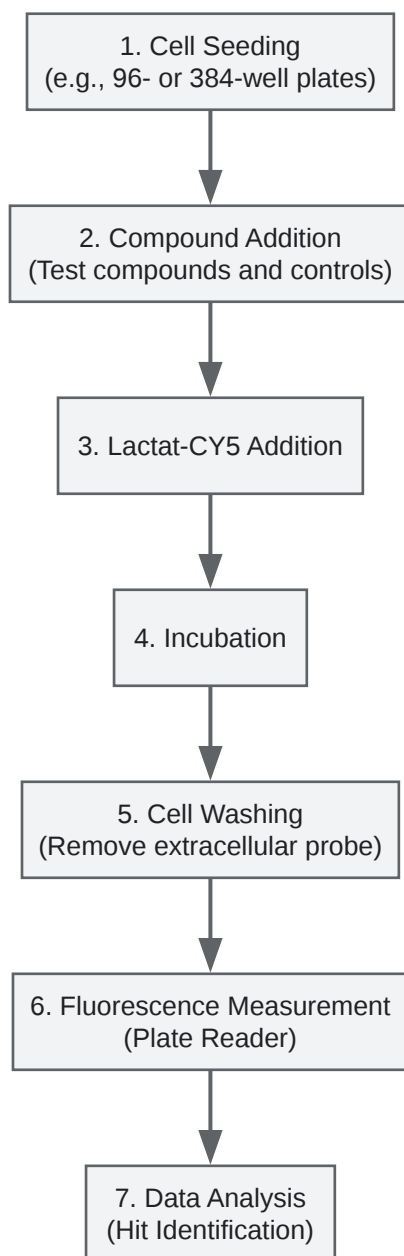 1. Cell Seeding
(e.g., 96- or 384-well plates)
2. Compound Addition
(Test compounds and controls)
3. Lactat-CY5 Addition
4. Incubation
5. Cell Washing
(Remove extracellular probe)
6. Fluorescence Measurement
(Plate Reader)
7. Data Analysis
(Hit Identification)